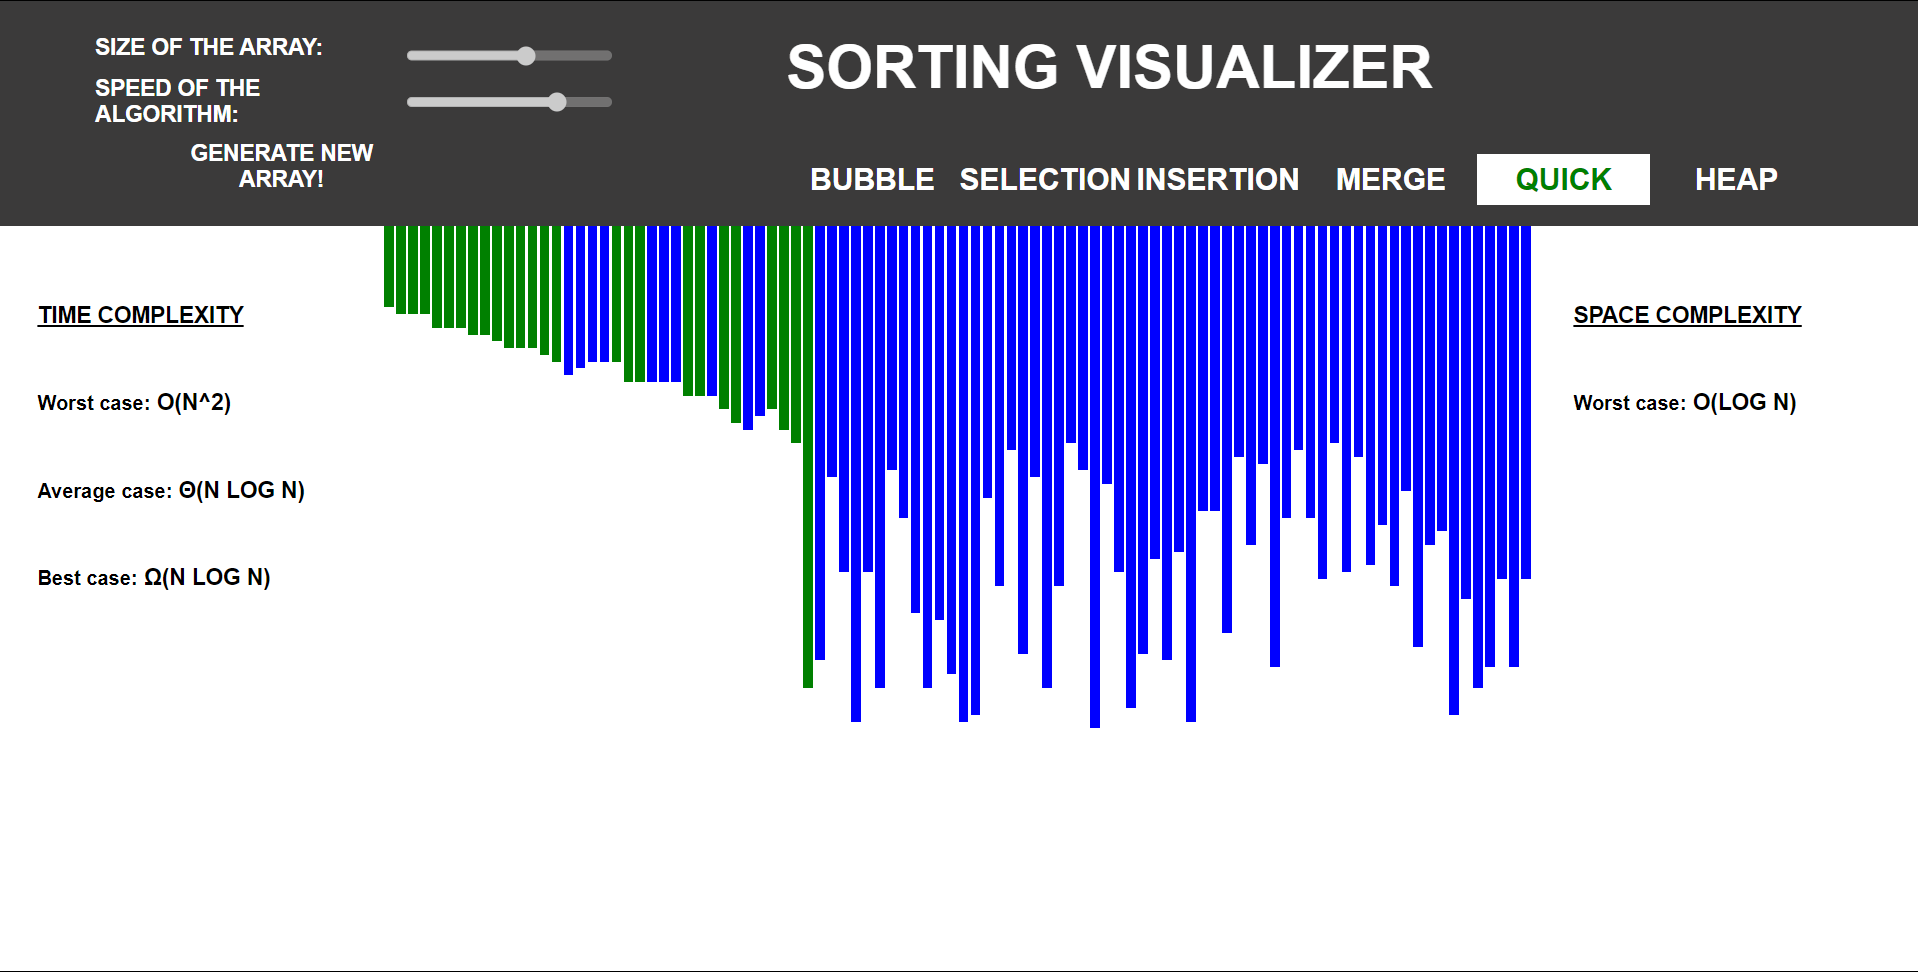 SIZE OF THE ARRAY:
SPEED OF THE
ALGORITHM:
GENERATE NEW
ARRAY!
SORTING VISUALIZER
BUBBLE SELECTION INSERTION MERGE QUICK HEAP
TIME COMPLEXITY
Worst case: O(N^2)
Average case: Θ(N LOG N)
Best case: Ω(N LOG N)
SPACE COMPLEXITY
Worst case: O(LOG N)